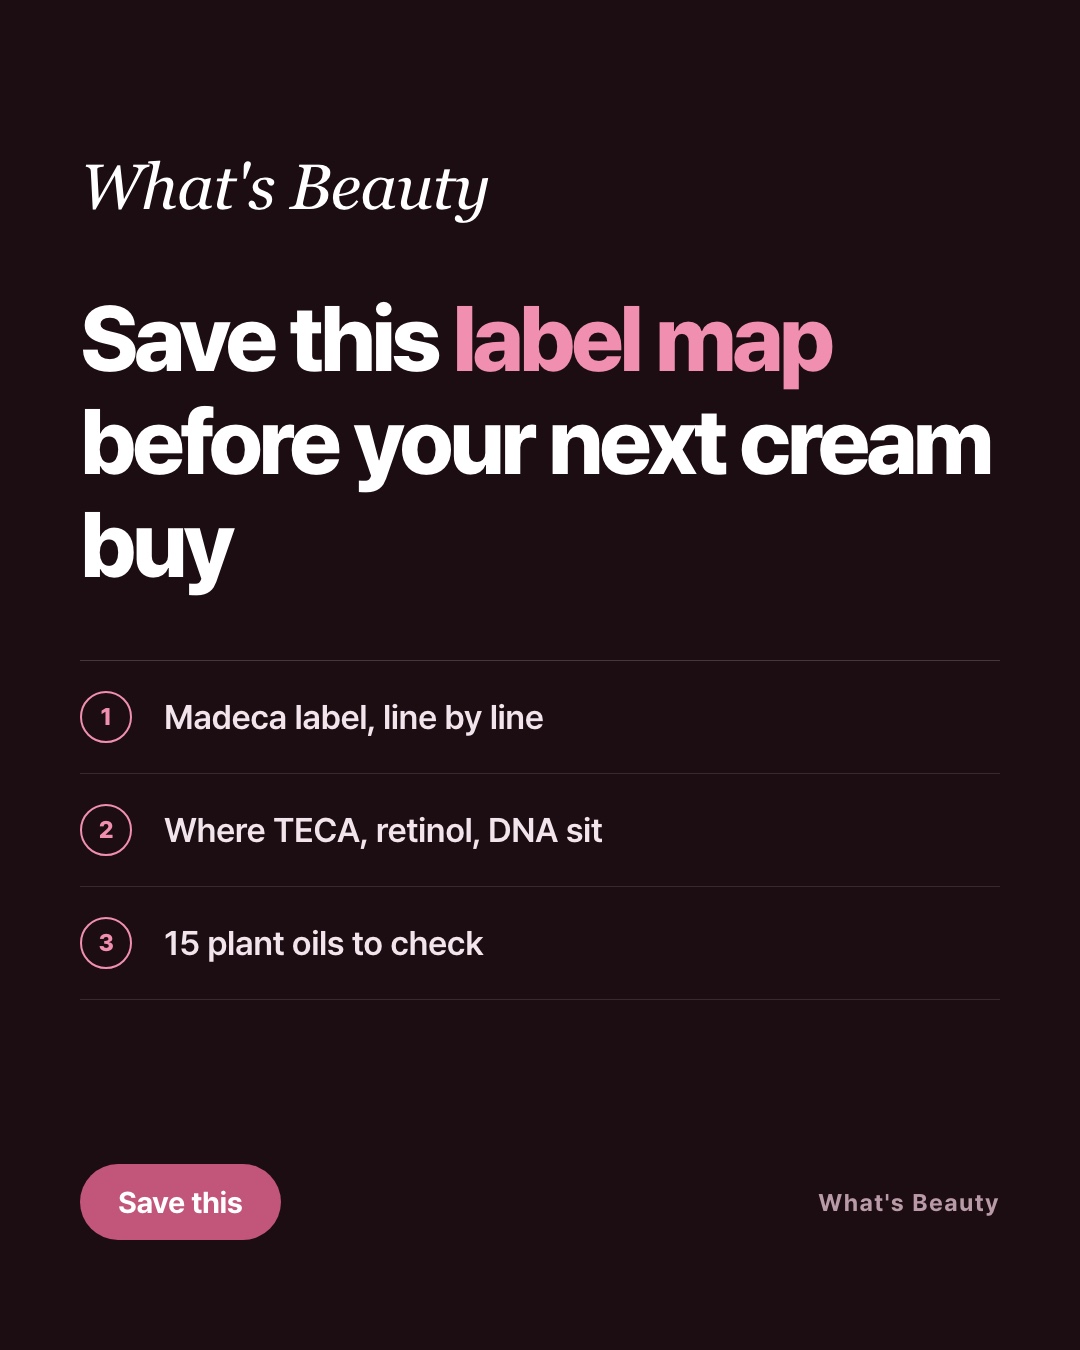 What's Beauty
Save this label map
before your next cream
buy
1 Madeca label, line by line
2 Where TECA, retinol, DNA sit
3 15 plant oils to check
Save this
What's Beauty